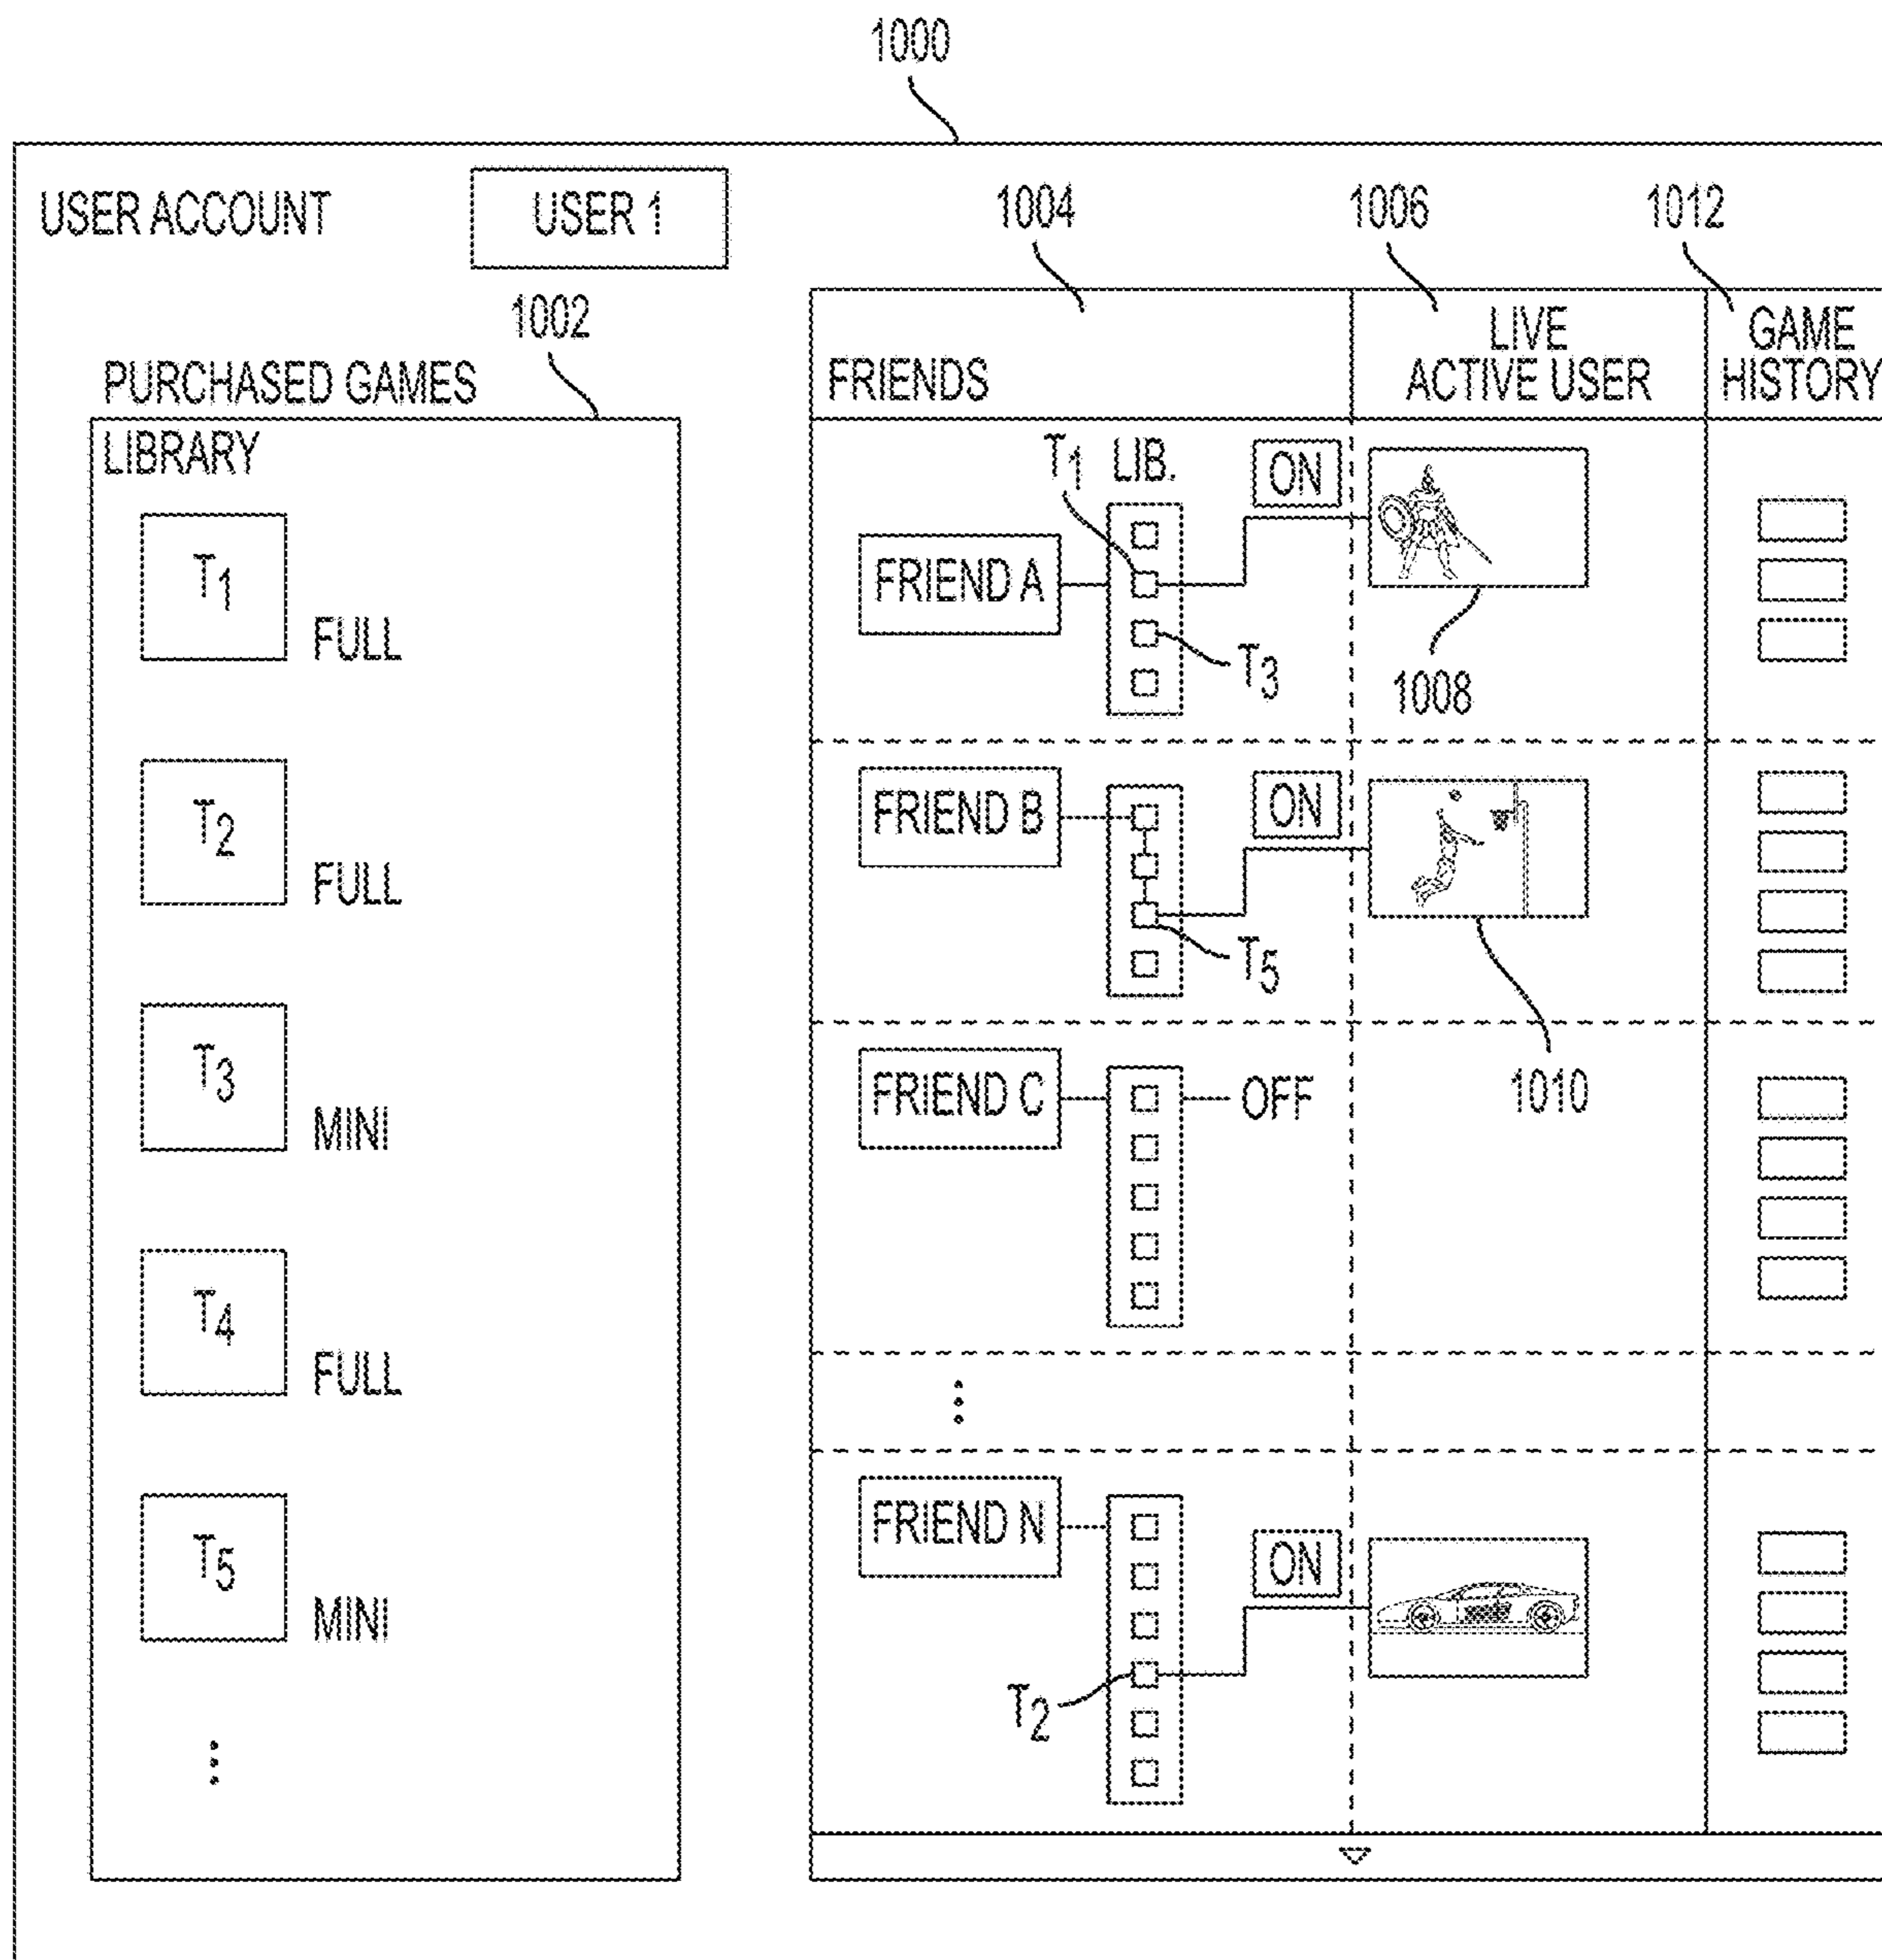 1000
USER ACCOUNT
USER 1
1004
1006
1012
1002
PURCHASED GAMES
LIBRARY
T1
FULL
T2
FULL
T3
MINI
T4
FULL
T5
MINI
FRIENDS
LIVE
ACTIVE USER
GAME
HISTORY
T1
LIB.
ON
FRIEND A
T3
1008
FRIEND B
ON
T5
1010
FRIEND C
OFF
FRIEND N
ON
T2